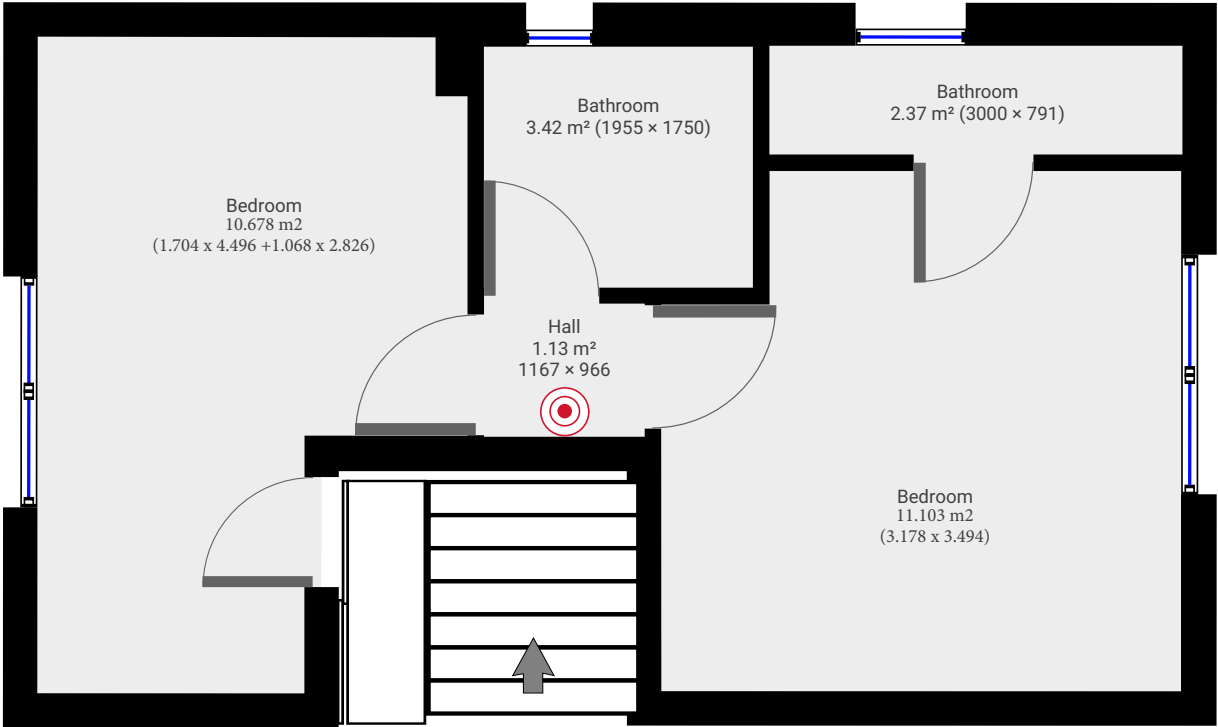 Bathroom
3.42 m² (1955 × 1750)
Bathroom
2.37 m² (3000 × 791)
Bedroom
10.678 m2
(1.704 x 4.496 +1.068 x 2.826)
Hall
1.13 m²
1167 × 966
Bedroom
11.103 m2
(3.178 x 3.494)